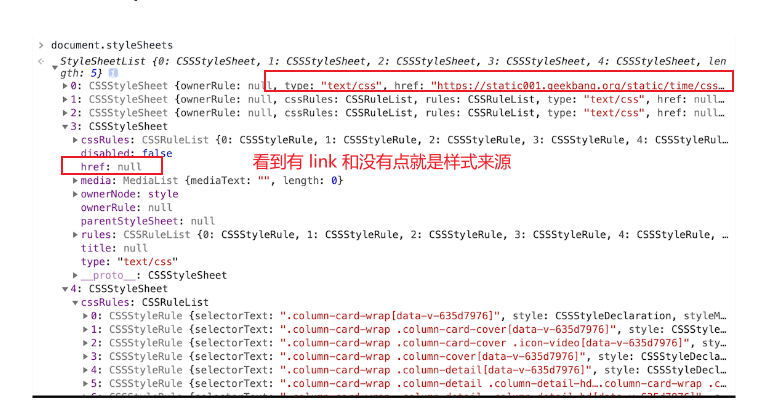 > document.styleSheets
< StyleSheetList {0: CSSStyleSheet, 1: CSSStyleSheet, 2: CSSStyleSheet, 3: CSSStyleSheet, 4: CSSStyleSheet, len
▼ gth: 5} i
▶ 0: CSSStyleSheet {ownerRule: null, type: "text/css", href: "https://static001.geekbang.org/static/time/css…
▶ 1: CSSStyleSheet {ownerRule: null, cssRules: CSSRuleList, rules: CSSRuleList, type: "text/css", href: null…
▶ 2: CSSStyleSheet {ownerRule: null, cssRules: CSSRuleList, rules: CSSRuleList, type: "text/css", href: null…
▼ 3: CSSStyleSheet
▶ cssRules: CSSRuleList {0: CSSStyleRule, 1: CSSStyleRule, 2: CSSStyleRule, 3: CSSStyleRule, 4: CSSStyleRul…
disabled: false
href: null
看到有 link 和没有点就是样式来源
▶ media: MediaList {mediaText: "", length: 0}
▶ ownerNode: style
ownerRule: null
parentStyleSheet: null
▶ rules: CSSRuleList {0: CSSStyleRule, 1: CSSStyleRule, 2: CSSStyleRule, 3: CSSStyleRule, 4: CSSStyleRule, …
title: null
type: "text/css"
▶ __proto__: CSSStyleSheet
▼ 4: CSSStyleSheet
▼ cssRules: CSSRuleList
▶ 0: CSSStyleRule {selectorText: ".column-card-wrap[data-v-635d7976]", style: CSSStyleDeclaration, styleM…
▶ 1: CSSStyleRule {selectorText: ".column-card-wrap .column-card-cover[data-v-635d7976]", style: CSSStyle…
▶ 2: CSSStyleRule {selectorText: ".column-card-wrap .column-card-cover .icon-video[data-v-635d7976]", sty…
▶ 3: CSSStyleRule {selectorText: ".column-card-wrap .column-cover[data-v-635d7976]", style: CSSStyleDecla…
▶ 4: CSSStyleRule {selectorText: ".column-card-wrap .column-detail[data-v-635d7976]", style: CSSStyleDecl…
▶ 5: CSSStyleRule {selectorText: ".column-card-wrap .column-detail .column-detail-hd….column-card-wrap .c…